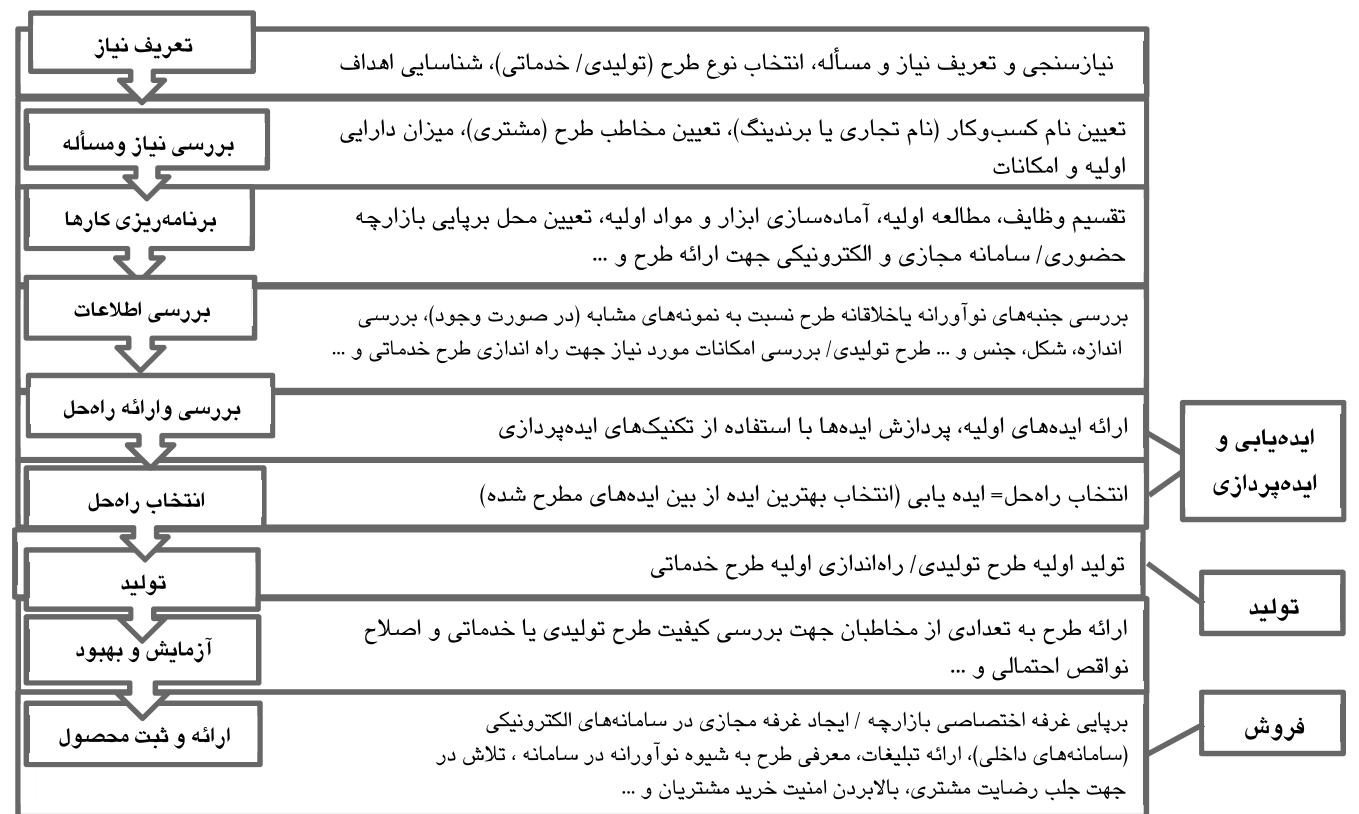 تعریف نیاز
نیازسنجی و تعریف نیاز و مسأله، انتخاب نوع طرح (تولیدی/ خدماتی)، شناسایی اهداف
بررسی نیاز ومسأله
تعیین نام کسب‌وکار (نام تجاری یا برندینگ)، تعیین مخاطب طرح (مشتری)، میزان دارایی
اولیه و امکانات
برنامه‌ریزی کارها
تقسیم وظایف، مطالعه اولیه، آماده‌سازی ابزار و مواد اولیه، تعیین محل برپایی بازارچه
حضوری/ سامانه مجازی و الکترونیکی جهت ارائه طرح و ...
بررسی اطلاعات
بررسی جنبه‌های نوآورانه یاخلاقانه طرح نسبت به نمونه‌های مشابه (در صورت وجود)، بررسی
اندازه، شکل، جنس و ... طرح تولیدی/ بررسی امکانات مورد نیاز جهت راه اندازی طرح خدماتی و ...
بررسی وارائه راه‌حل
ارائه ایده‌های اولیه، پردازش ایده‌ها با استفاده از تکنیک‌های ایده‌پردازی
ایده‌یابی و
ایده‌پردازی
انتخاب راه‌حل
انتخاب راه‌حل= ایده یابی (انتخاب بهترین ایده از بین ایده‌های مطرح شده)
تولید
تولید اولیه طرح تولیدی/ راه‌اندازی اولیه طرح خدماتی
تولید
آزمایش و بهبود
ارائه طرح به تعدادی از مخاطبان جهت بررسی کیفیت طرح تولیدی یا خدماتی و اصلاح
نواقص احتمالی و ...
ارائه و ثبت محصول
برپایی غرفه اختصاصی بازارچه / ایجاد غرفه مجازی در سامانه‌های الکترونیکی
(سامانه‌های داخلی)، ارائه تبلیغات، معرفی طرح به شیوه نوآورانه در سامانه ، تلاش در
جهت جلب رضایت مشتری، بالابردن امنیت خرید مشتریان و ...
فروش